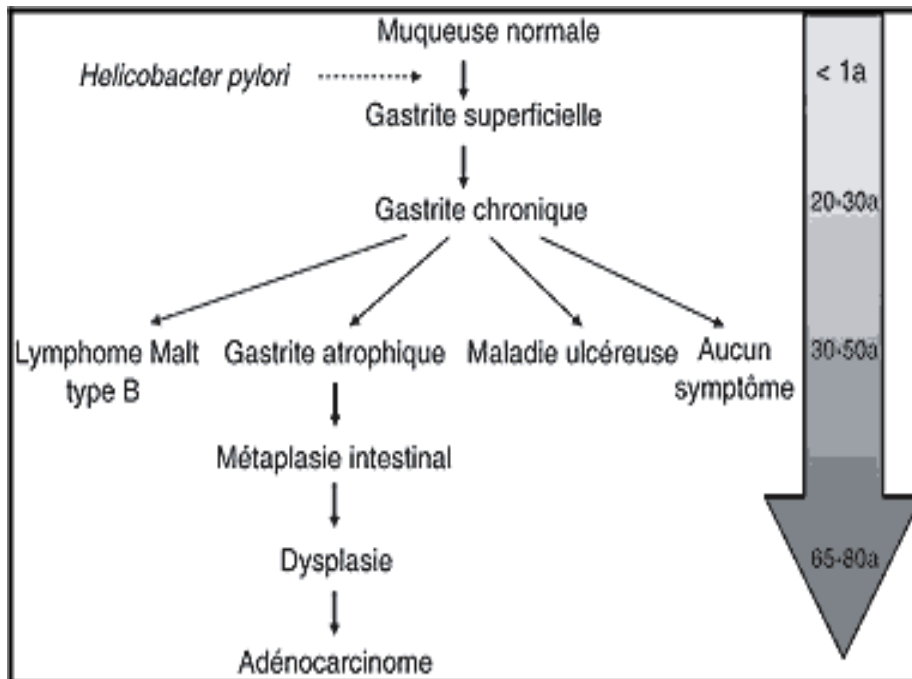 Muqueuse normale
Helicobacter pylori
< 1a
Gastrite superficielle
Gastrite chronique
20-30a
Lymphome Malt
type B
Gastrite atrophique
Maladie ulcéreuse
Aucun
symptôme
30-50a
Métaplasie intestinal
Dysplasie
65-80a
Adénocarcinome